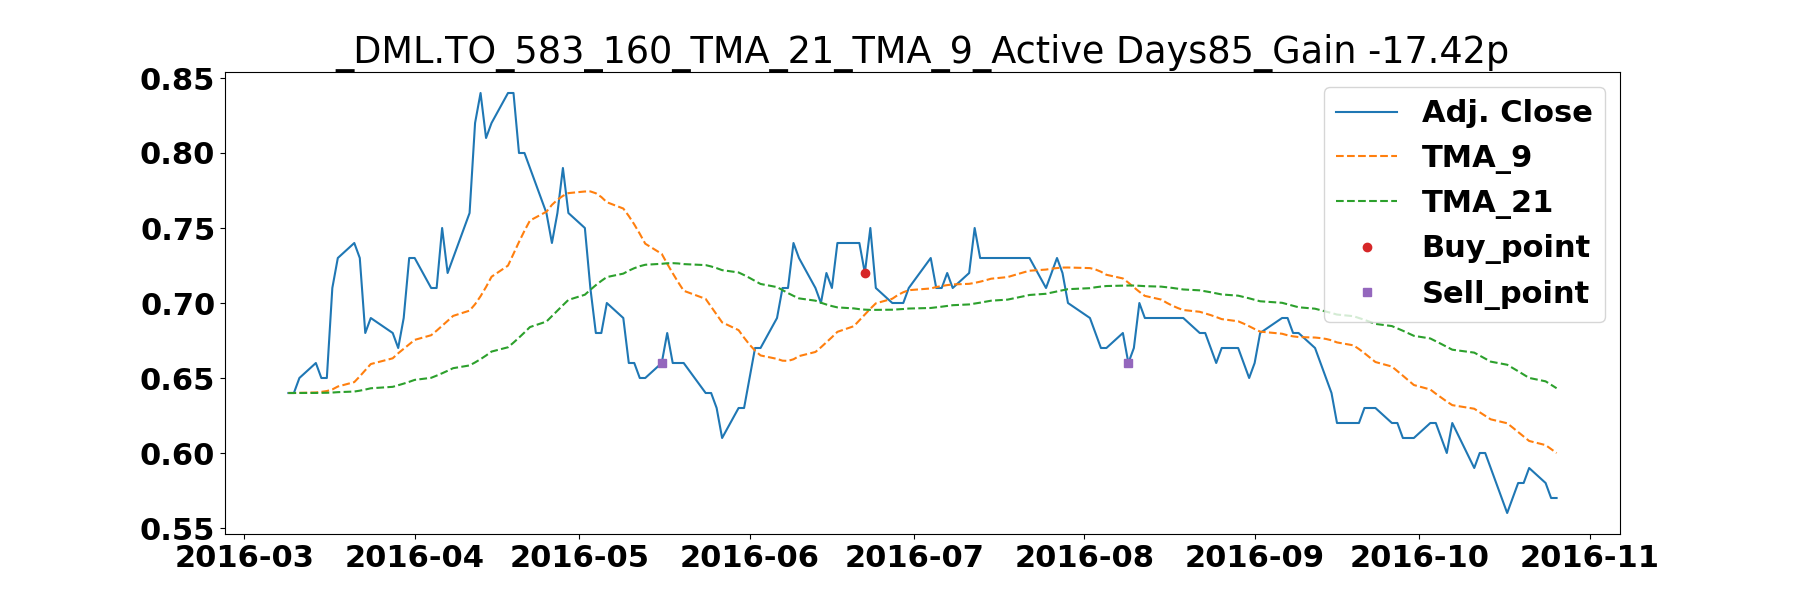 _DML.TO_583_160_TMA_21_TMA_9_Active Days85_Gain -17.42p
0.85
0.80
0.75
0.70
0.65
0.60
0.55
2016-03 2016-04 2016-05 2016-06 2016-07 2016-08 2016-09 2016-10 2016-11
Adj. Close
TMA_9
TMA_21
Buy_point
Sell_point